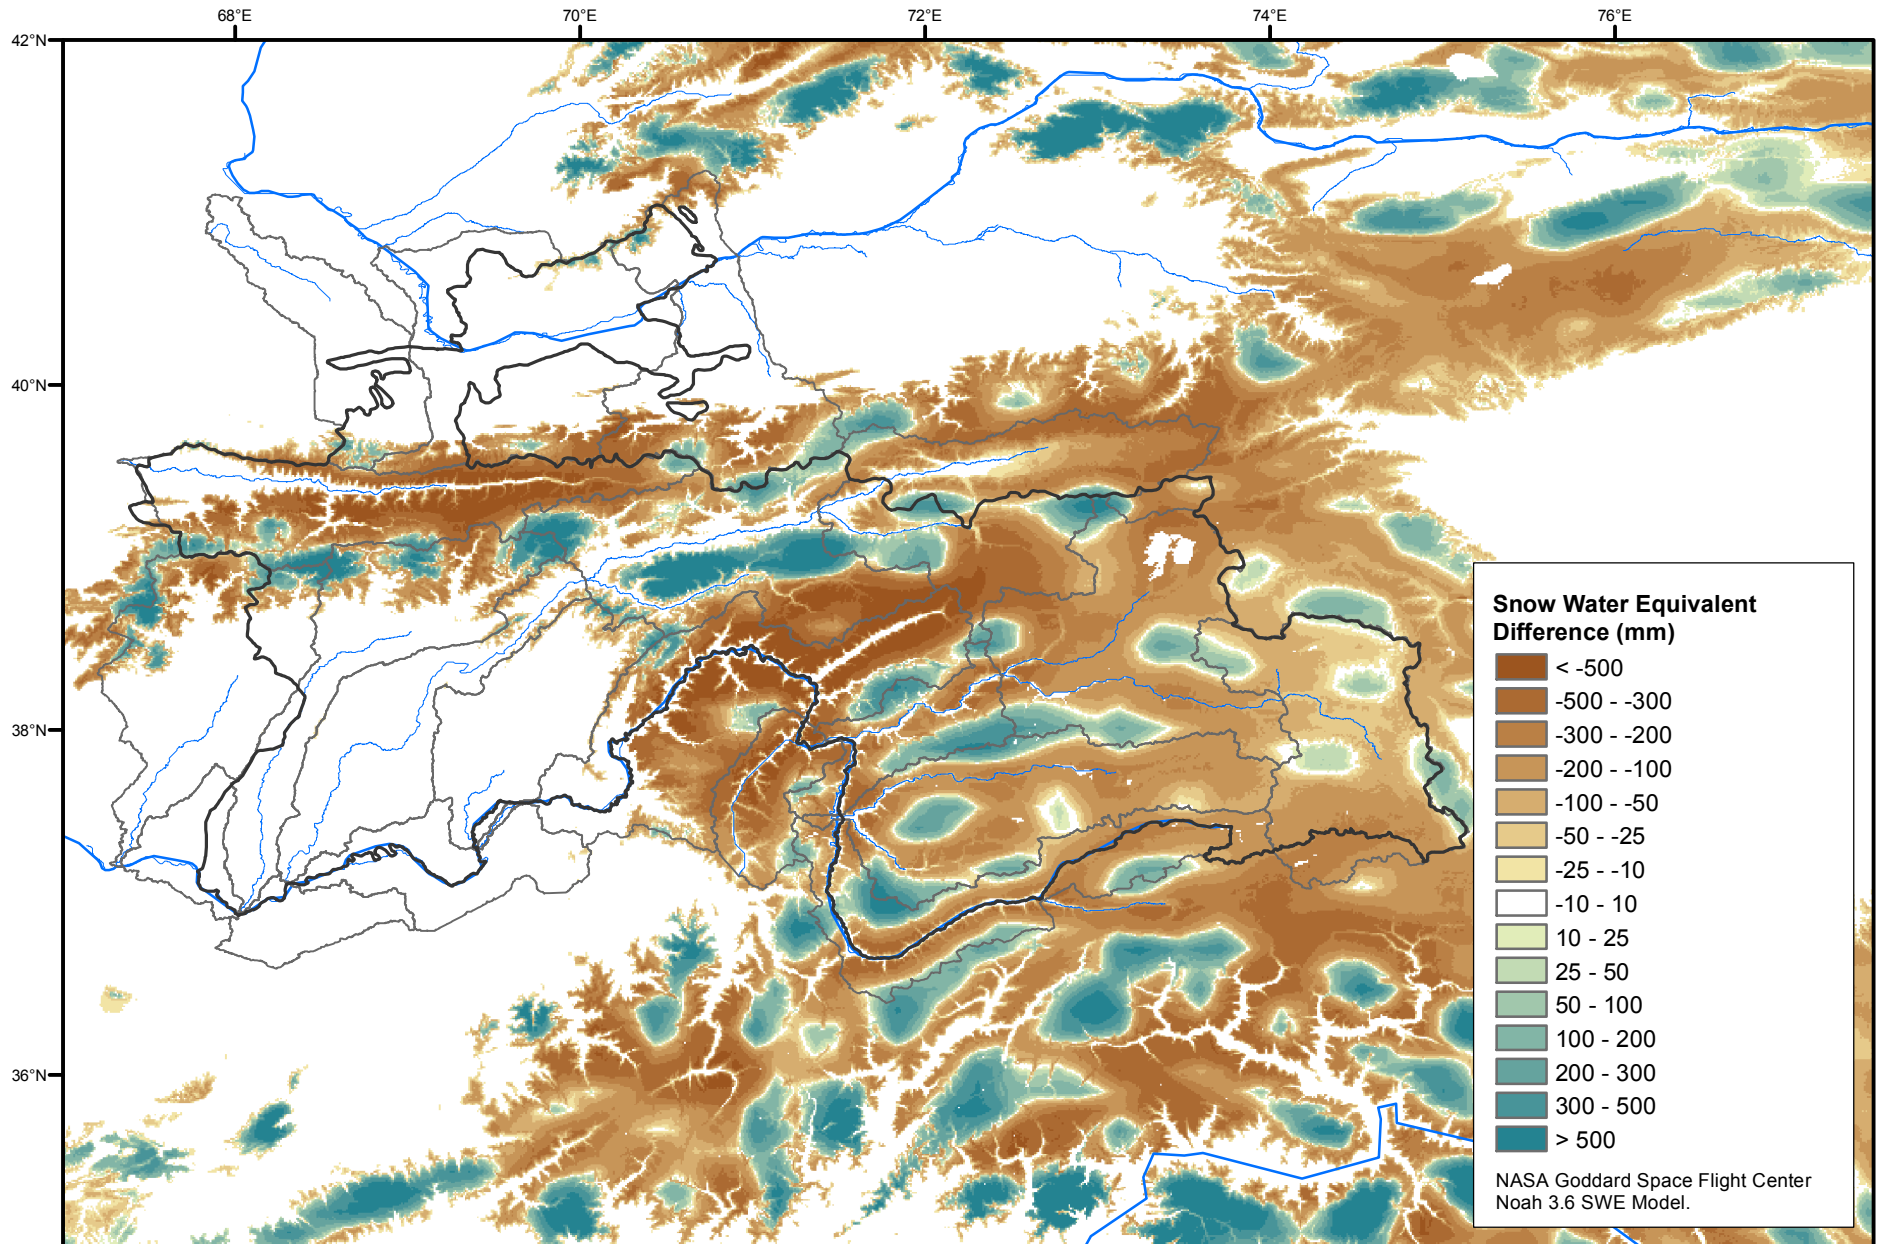 68°E
70°E
72°E
74°E
76°E
42°N
40°N
38°N
36°N
Snow Water Equivalent
Difference (mm)
< -500
-500 - -300
-300 - -200
-200 - -100
-100 - -50
-50 - -25
-25 - -10
-10 - 10
10 - 25
25 - 50
50 - 100
100 - 200
200 - 300
300 - 500
> 500
NASA Goddard Space Flight Center
Noah 3.6 SWE Model.